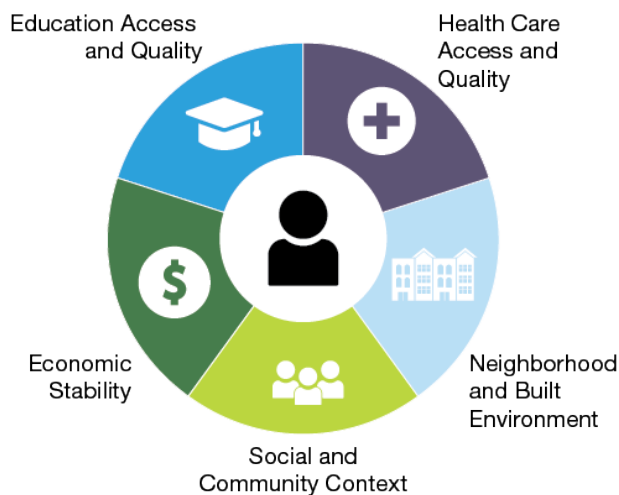 Education Access
and Quality
Health Care
Access and
Quality
$
Economic
Stability
Neighborhood
and Built
Environment
Social and
Community Context